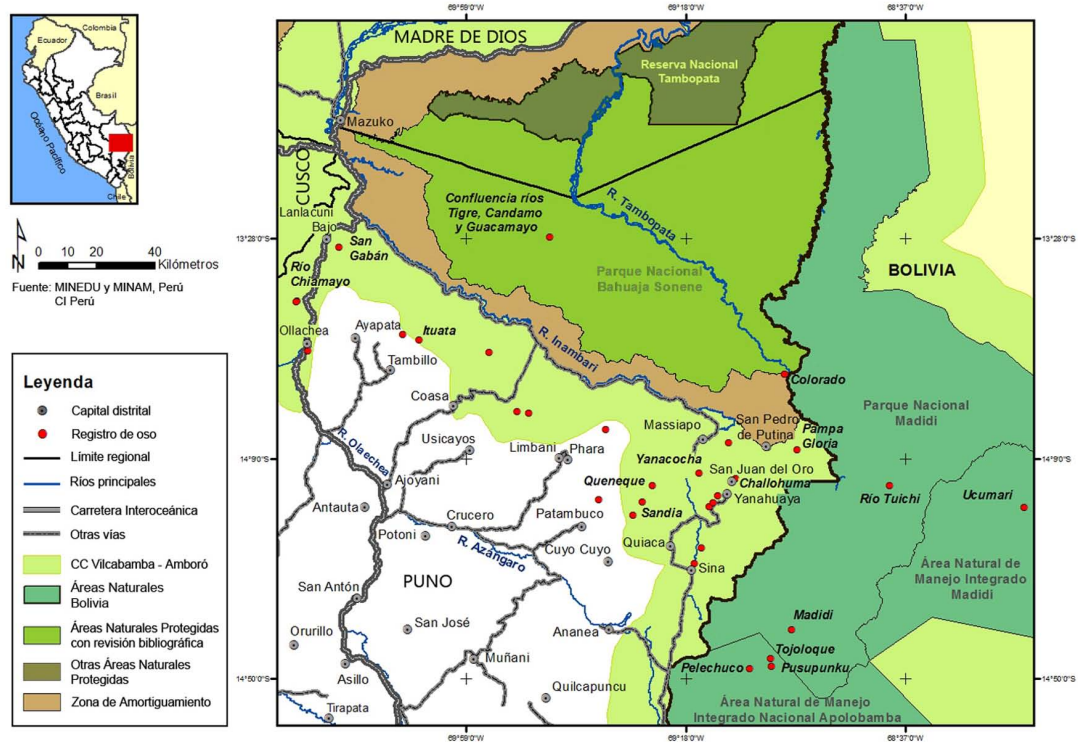 Colombia
Ecuador
Brasil
Océano Pacífico
Bolivia
Chile
N
0 10 20 40
Kilómetros
Fuente: MINEDU y MINAM, Perú
CI Perú
Leyenda
Capital distrital
Registro de oso
Límite regional
Ríos principales
Carretera Interoceánica
Otras vías
CC Vilcabamba - Amboró
Áreas Naturales
Bolivia
Áreas Naturales Protegidas
con revisión bibliográfica
Otras Áreas Naturales
Protegidas
Zona de Amortiguamiento
69°59'0"O
69°18'0"O
68°37'0"O
MADRE DE DIOS
Reserva Nacional
Tambopata
Mazuko
CUSCO
Lanlacuni
Bajo
San
Gabán
Confluencia ríos
Tigre, Candamo
y Guacamayo
R. Tambopata
13°28'0"S
13°28'0"S
Río
Chiamayo
Parque Nacional
Bahuaja Sonene
BOLIVIA
Ollachea
Ayapata
Ituata
R. Inambari
Tambillo
Colorado
Coasa
Parque Nacional
Madidi
Massiapo
San Pedro
de Putina
Pampa
Gloria
R. Olaechea
Usicayos
Limbani
Phara
Yanacocha
14°9'0"S
14°9'0"S
San Juan del Oro
Challohuma
Yanahuaya
Ajoyani
Queneque
Río Tuichi
Ucumari
Antauta
Crucero
Patambuco
Sandia
Potoni
R. Azángaro
Cuyo Cuyo
Quiaca
Sina
PUNO
Área Natural de
Manejo Integrado
Madidi
San Antón
San José
Ananea
Madidi
Orurillo
Muñani
Tojoloque
Pelechuco
Pusupunku
Asillo
14°50'0"S
14°50'0"S
Quilcapuncu
Tirapata
Área Natural de Manejo
Integrado Nacional Apolobamba
69°59'0"O
69°18'0"O
68°37'0"O